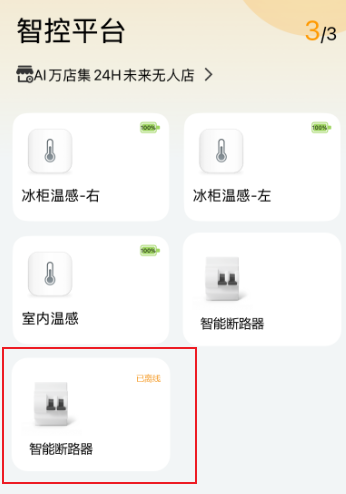 智控平台
3/3
AI万店集24H未来无人店
100%
100%
冰柜温感-右
冰柜温感-左
100%
室内温感
智能断路器
已离线
智能断路器